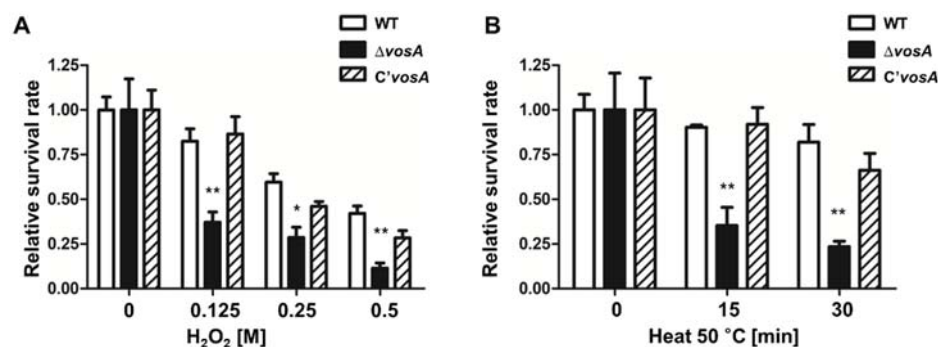 A
WT
ΔvosA
C'vosA
Relative survival rate
1.25
1.00
0.75
0.50
0.25
0.00
**
*
**
0 0.125 0.25 0.5
H₂O₂ [M]
B
WT
ΔvosA
C'vosA
Relative survival rate
1.25
1.00
0.75
0.50
0.25
0.00
**
**
0 15 30
Heat 50 °C [min]